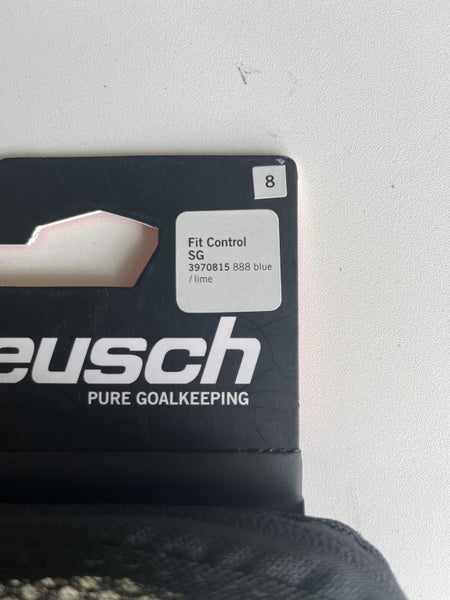 8
Fit Control
SG
3970815 888 blue
/lime
eusch
PURE GOALKEEPING